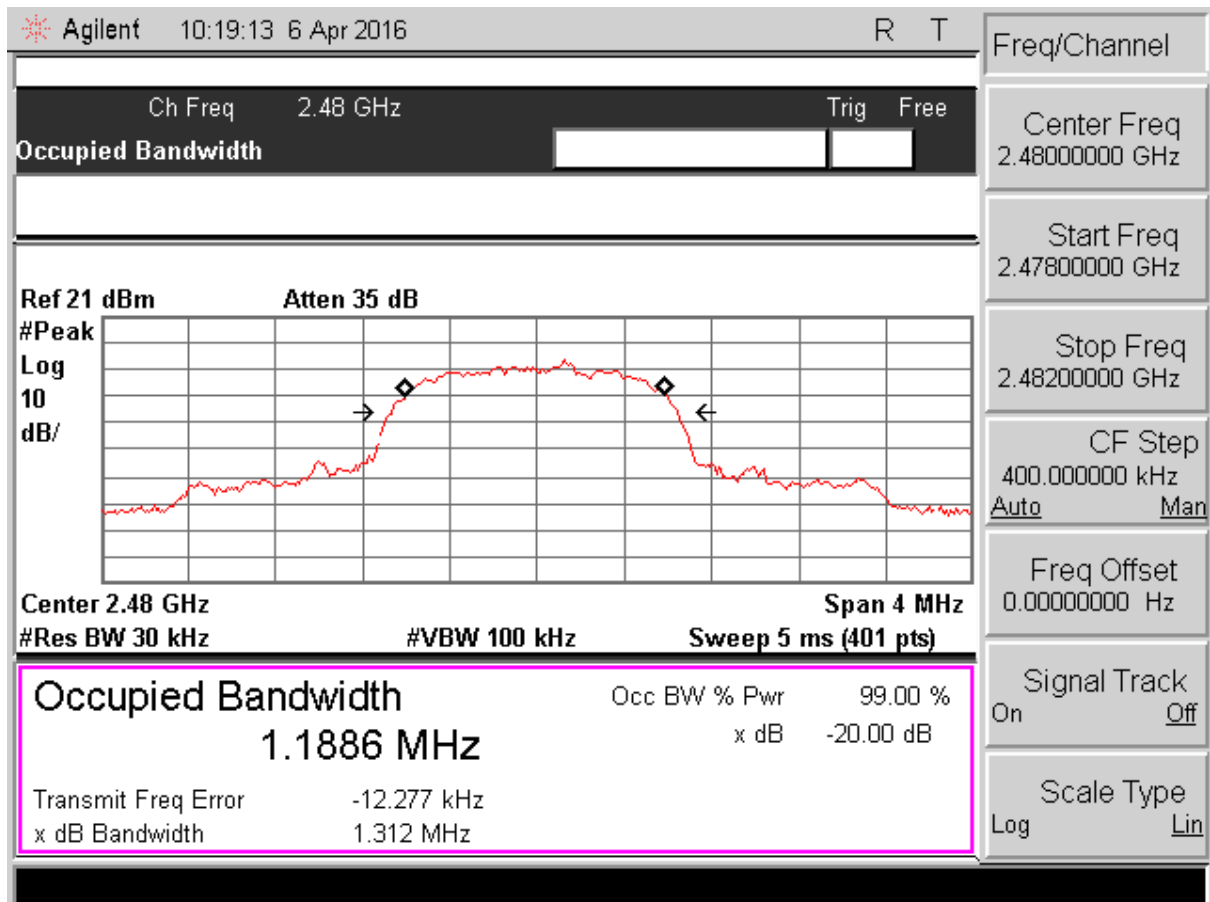 Agilent 10:19:13 6 Apr 2016 R T
Ch Freq 2.48 GHz Trig Free
Occupied Bandwidth
Ref 21 dBm Atten 35 dB
#Peak
Log
10
dB/
Center 2.48 GHz Span 4 MHz
#Res BW 30 kHz #VBW 100 kHz Sweep 5 ms (401 pts)
Occupied Bandwidth Occ BW % Pwr 99.00 %
1.1886 MHz x dB -20.00 dB
Transmit Freq Error -12.277 kHz
x dB Bandwidth 1.312 MHz
Freq/Channel
Center Freq
2.48000000 GHz
Start Freq
2.47800000 GHz
Stop Freq
2.48200000 GHz
CF Step
400.000000 kHz
Auto Man
Freq Offset
0.00000000 Hz
Signal Track
On Off
Scale Type
Log Lin